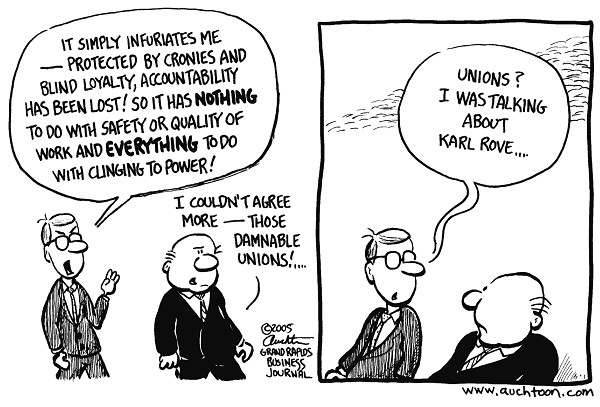 IT SIMPLY INFURIATES ME
— PROTECTED BY CRONIES AND
BLIND LOYALTY, ACCOUNTABILITY
HAS BEEN LOST! SO IT HAS NOTHING
TO DO WITH SAFETY OR QUALITY OF
WORK AND EVERYTHING TO DO
WITH CLINGING TO POWER!
I COULDN'T AGREE
MORE — THOSE
DAMNABLE
UNIONS!....
©2005
Auchter
GRAND RAPIDS
BUSINESS
JOURNAL
UNIONS?
I WAS TALKING
ABOUT
KARL ROVE....
www.auchtoon.com